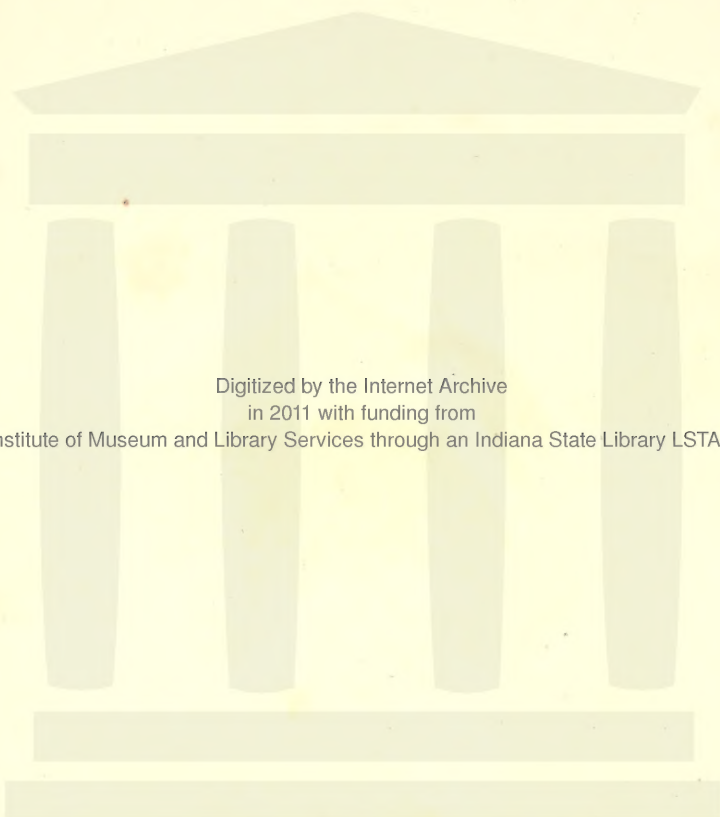 Digitized by the Internet Archive
in 2011 with funding from
nstitute of Museum and Library Services through an Indiana State Library LSTA